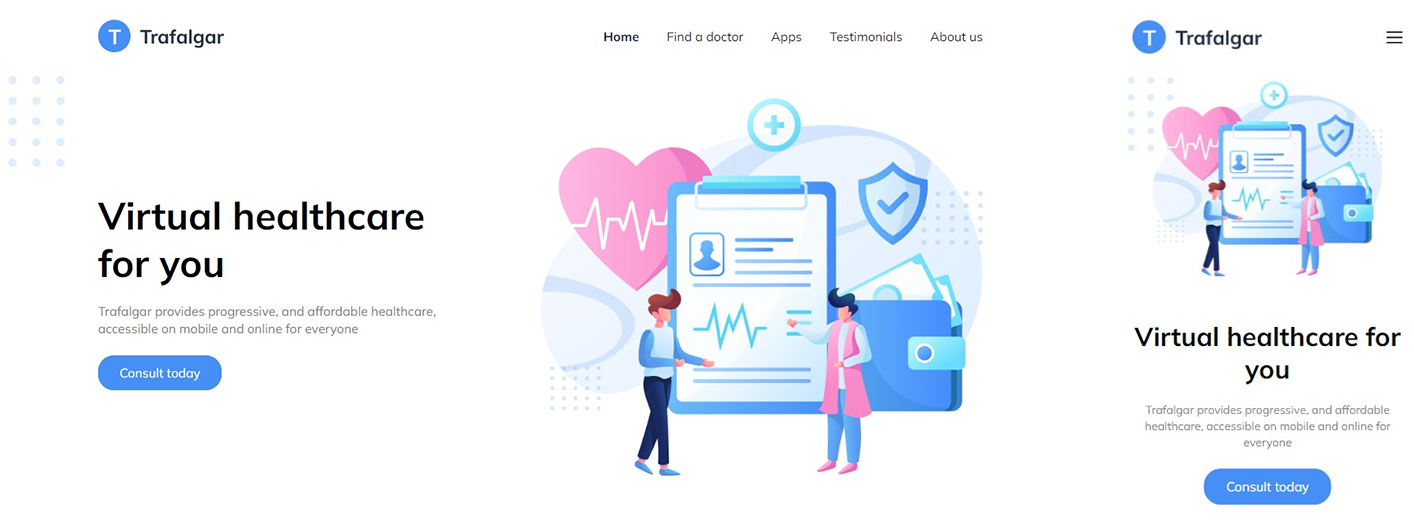 T Trafalgar
Home Find a doctor Apps Testimonials About us
Virtual healthcare
for you
Trafalgar provides progressive, and affordable healthcare,
accessible on mobile and online for everyone
Consult today
T Trafalgar
Virtual healthcare for
you
Trafalgar provides progressive, and affordable
healthcare, accessible on mobile and online for
everyone
Consult today